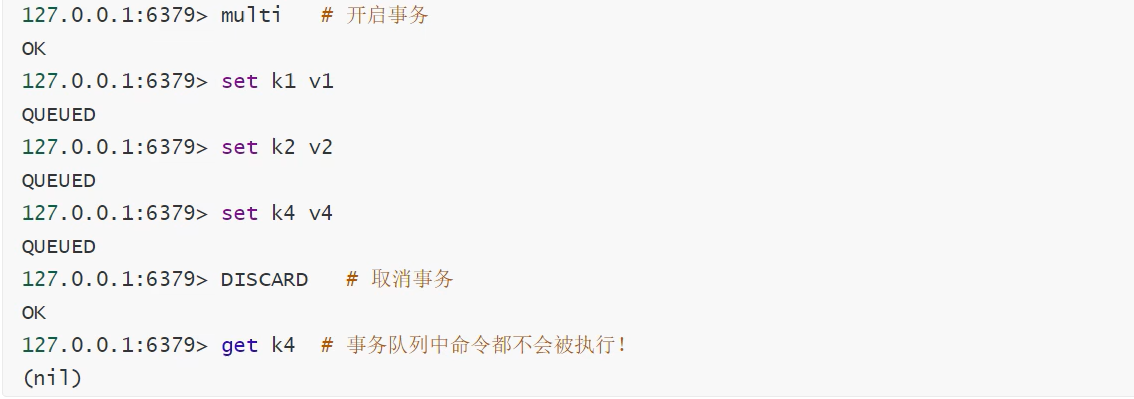 127.0.0.1:6379> multi   # 开启事务
OK
127.0.0.1:6379> set k1 v1
QUEUED
127.0.0.1:6379> set k2 v2
QUEUED
127.0.0.1:6379> set k4 v4
QUEUED
127.0.0.1:6379> DISCARD   # 取消事务
OK
127.0.0.1:6379> get k4  # 事务队列中命令都不会被执行！
(nil)